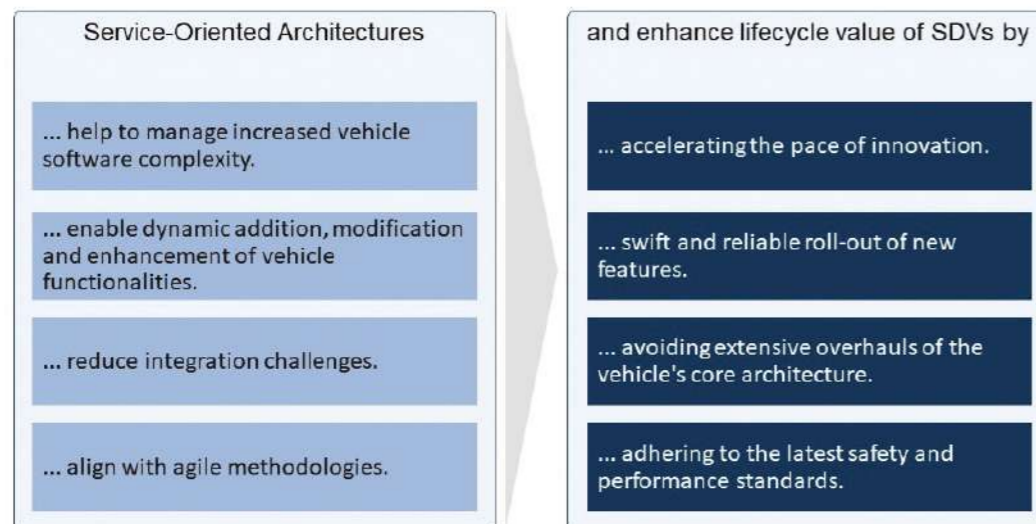 Service-Oriented Architectures
... help to manage increased vehicle
software complexity.
... enable dynamic addition, modification
and enhancement of vehicle
functionalities.
... reduce integration challenges.
... align with agile methodologies.
and enhance lifecycle value of SDVs by
... accelerating the pace of innovation.
... swift and reliable roll-out of new
features.
... avoiding extensive overhauls of the
vehicle's core architecture.
... adhering to the latest safety and
performance standards.